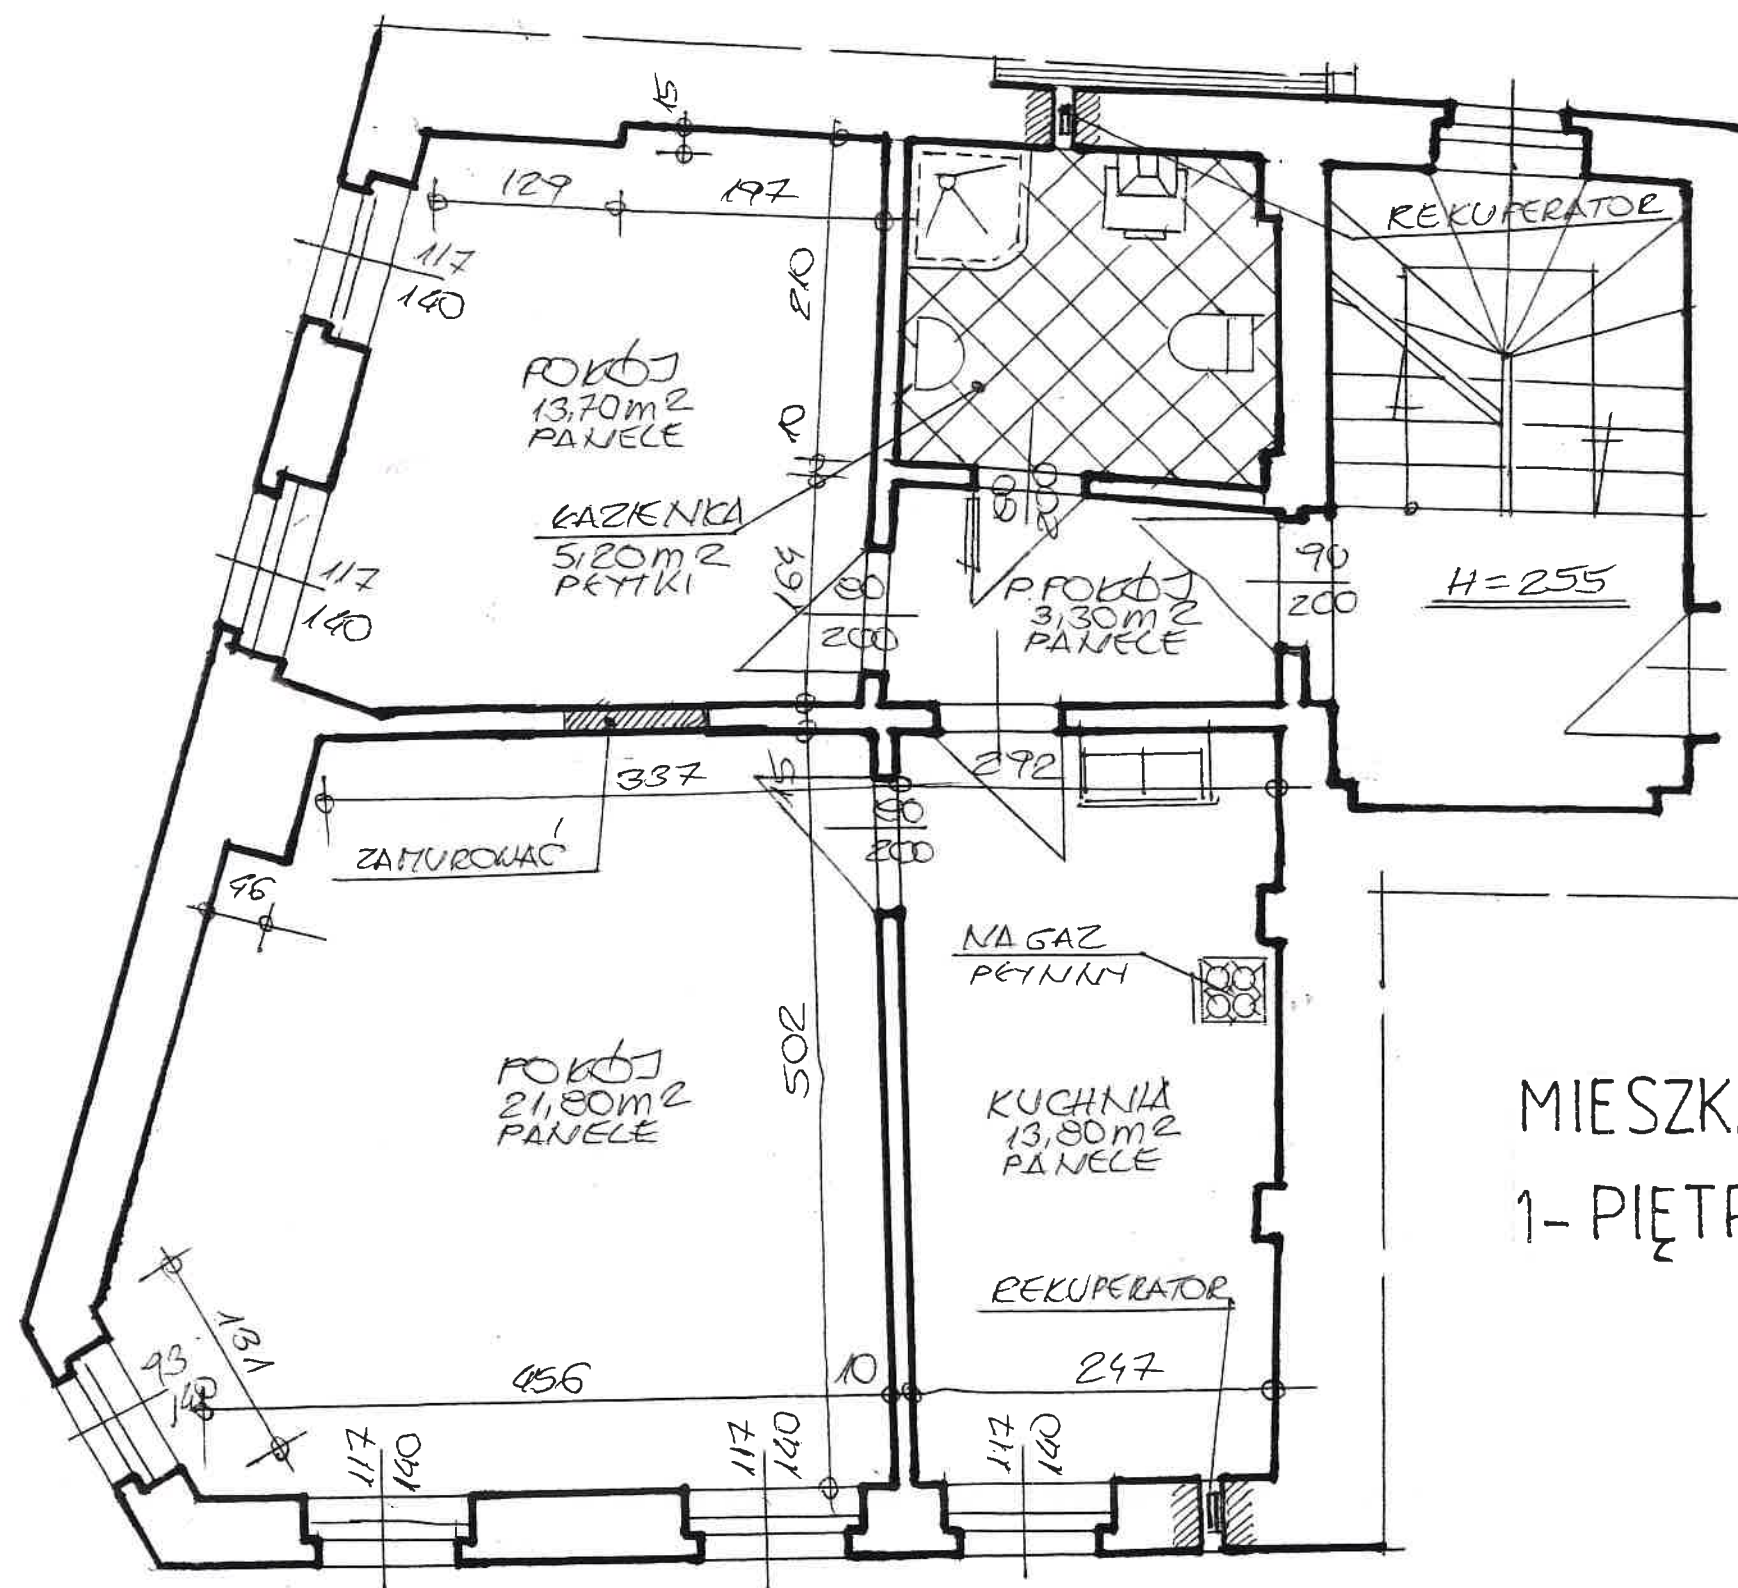 15
129
197
REKUPERATOR
117
140
210
POKÓJ
13,70m2
PANELE
10
ŁAZIENKA
5,20m2
PŁYTKI
80
200
117
140
164
80
200
P.POKÓJ
3,30m2
PANELE
90
200
H=255
337
15
292
80
200
ZAMUROWAĆ
46
NA GAZ
PŁYNNY
502
POKÓJ
21,80m2
PANELE
KUCHNIA
13,80m2
PANELE
MIESZK.
1-PIĘTR
REKUPERATOR
131
93
140
456
10
247
117
140
117
140
117
140